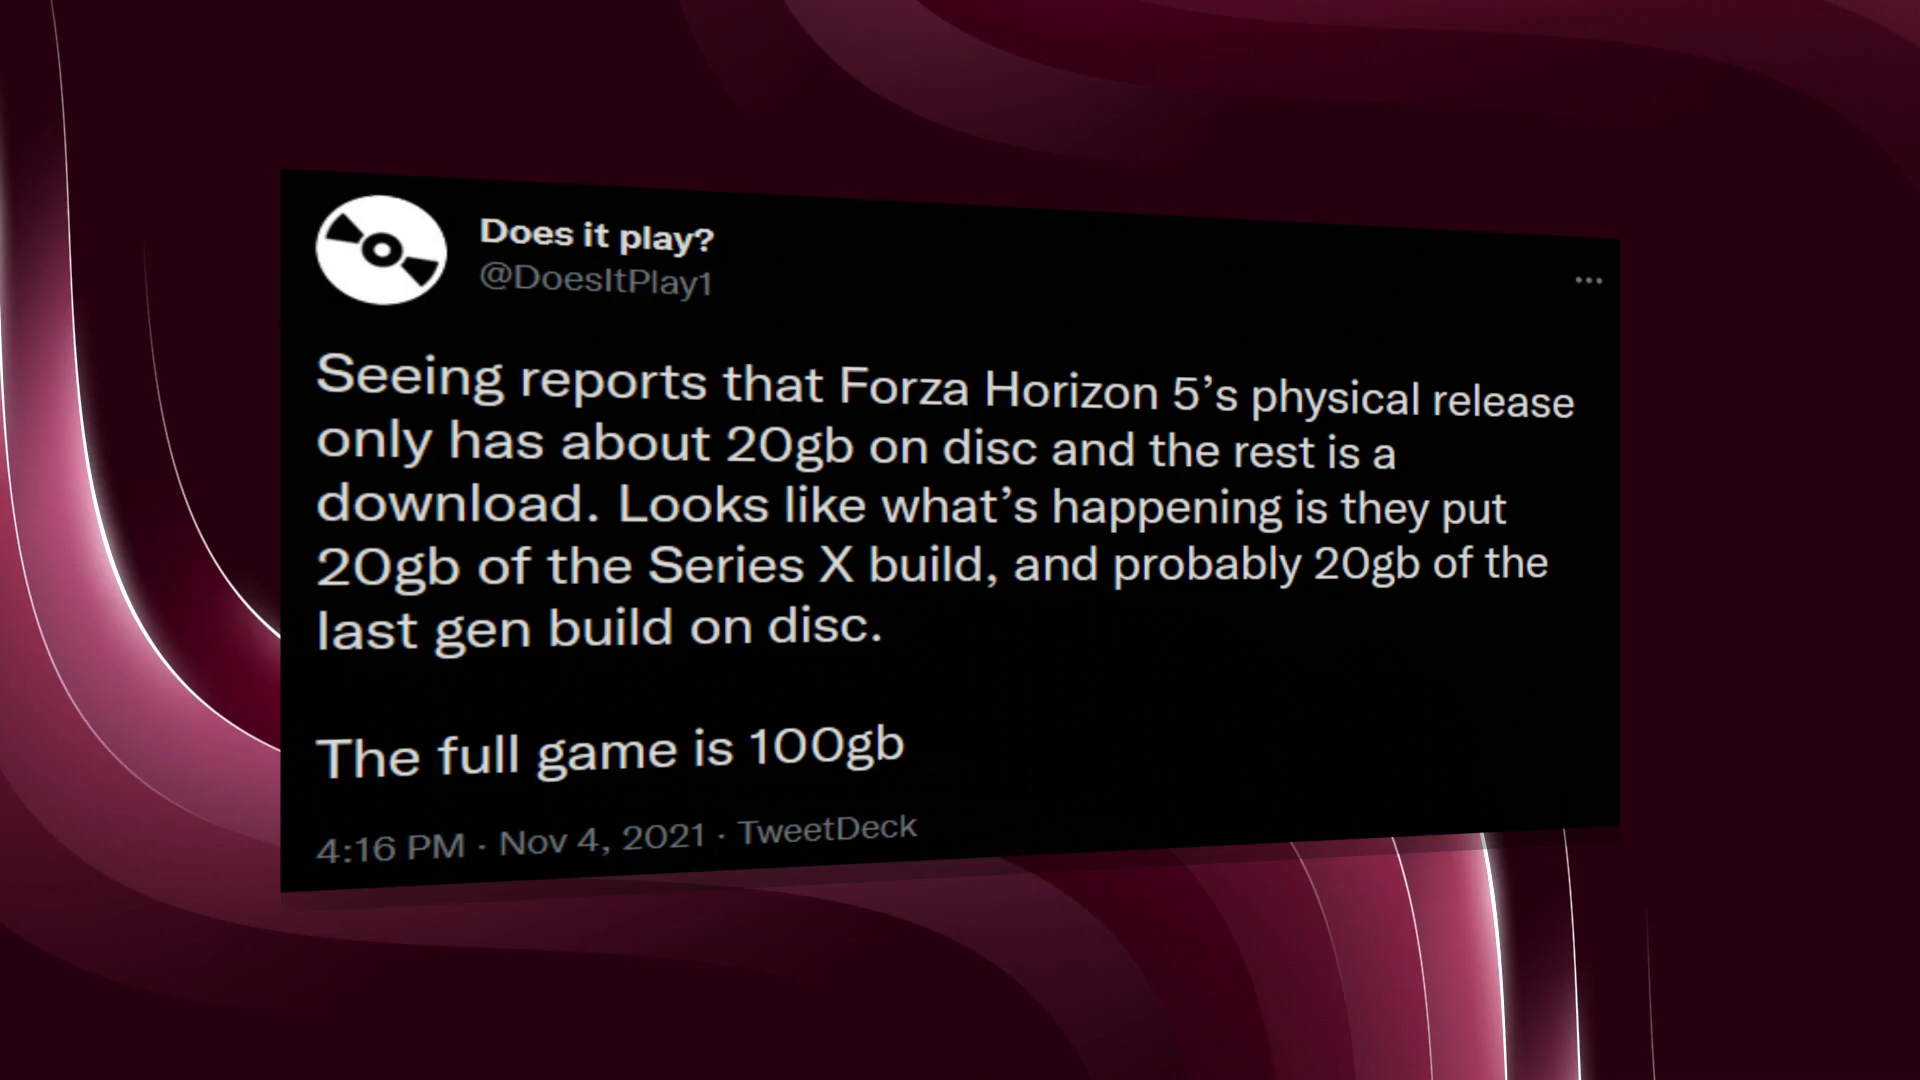 Does it play?
@DoesItPlay1
...
Seeing reports that Forza Horizon 5’s physical release
only has about 20gb on disc and the rest is a
download. Looks like what’s happening is they put
20gb of the Series X build, and probably 20gb of the
last gen build on disc.
The full game is 100gb
4:16 PM · Nov 4, 2021 · TweetDeck